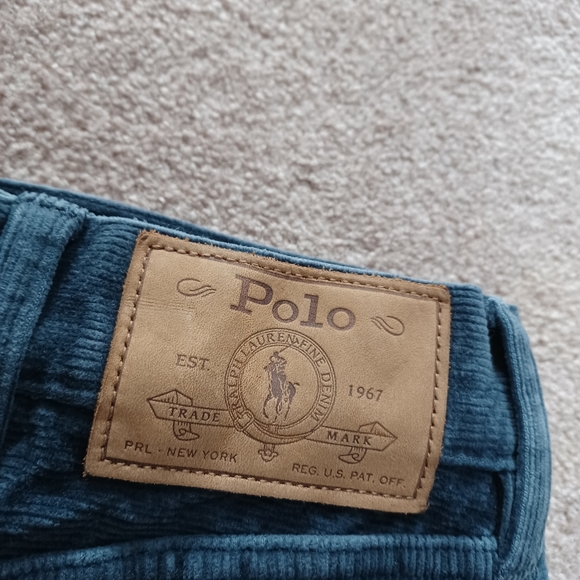 Polo
RALPH LAUREN FINE DENIM
EST. 1967
TRADE MARK
PRL - NEW YORK
REG. U.S. PAT. OFF.